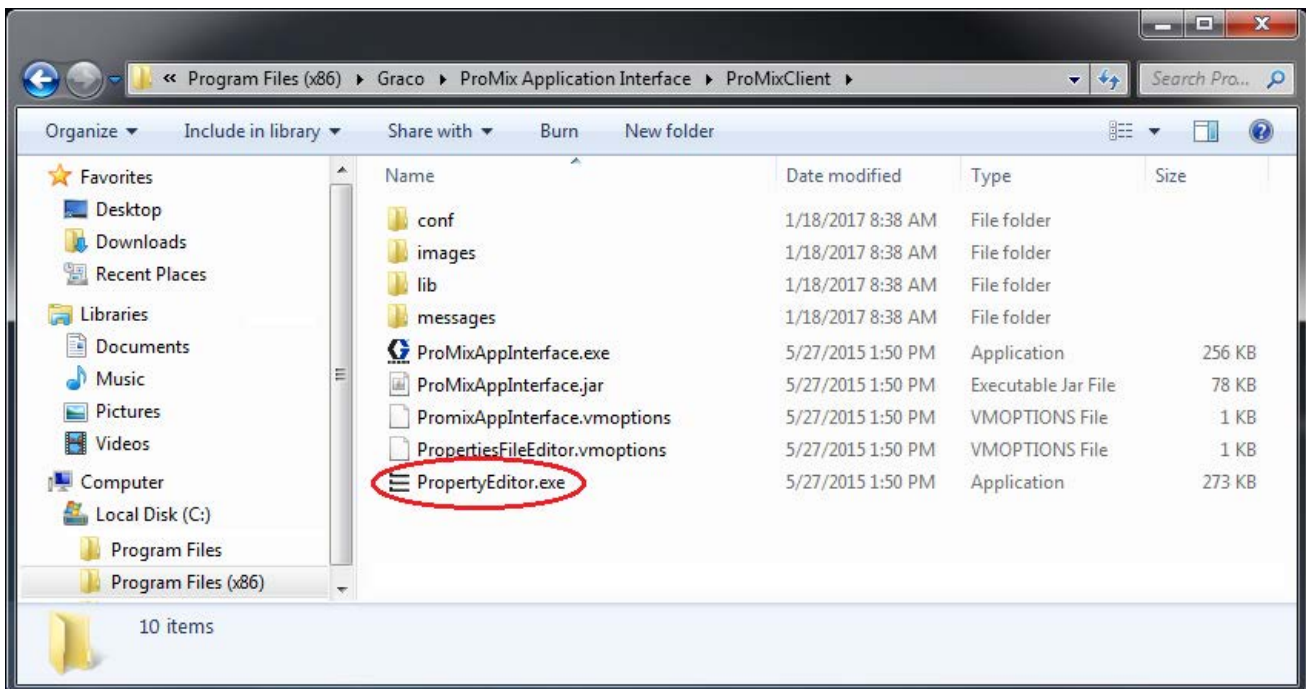 « Program Files (x86) ▸ Graco ▸ ProMix Application Interface ▸ ProMixClient ▸ Search Pro...
Organize Include in library Share with Burn New folder
Name Date modified Type Size
Favorites
Desktop
Downloads
Recent Places
Libraries
Documents
Music
Pictures
Videos
Computer
Local Disk (C:)
Program Files
Program Files (x86)
conf 1/18/2017 8:38 AM File folder
images 1/18/2017 8:38 AM File folder
lib 1/18/2017 8:38 AM File folder
messages 1/18/2017 8:38 AM File folder
ProMixAppInterface.exe 5/27/2015 1:50 PM Application 256 KB
ProMixAppInterface.jar 5/27/2015 1:50 PM Executable Jar File 78 KB
PromixAppInterface.vmoptions 5/27/2015 1:50 PM VMOPTIONS File 1 KB
PropertiesFileEditor.vmoptions 5/27/2015 1:50 PM VMOPTIONS File 1 KB
PropertyEditor.exe 5/27/2015 1:50 PM Application 273 KB
10 items